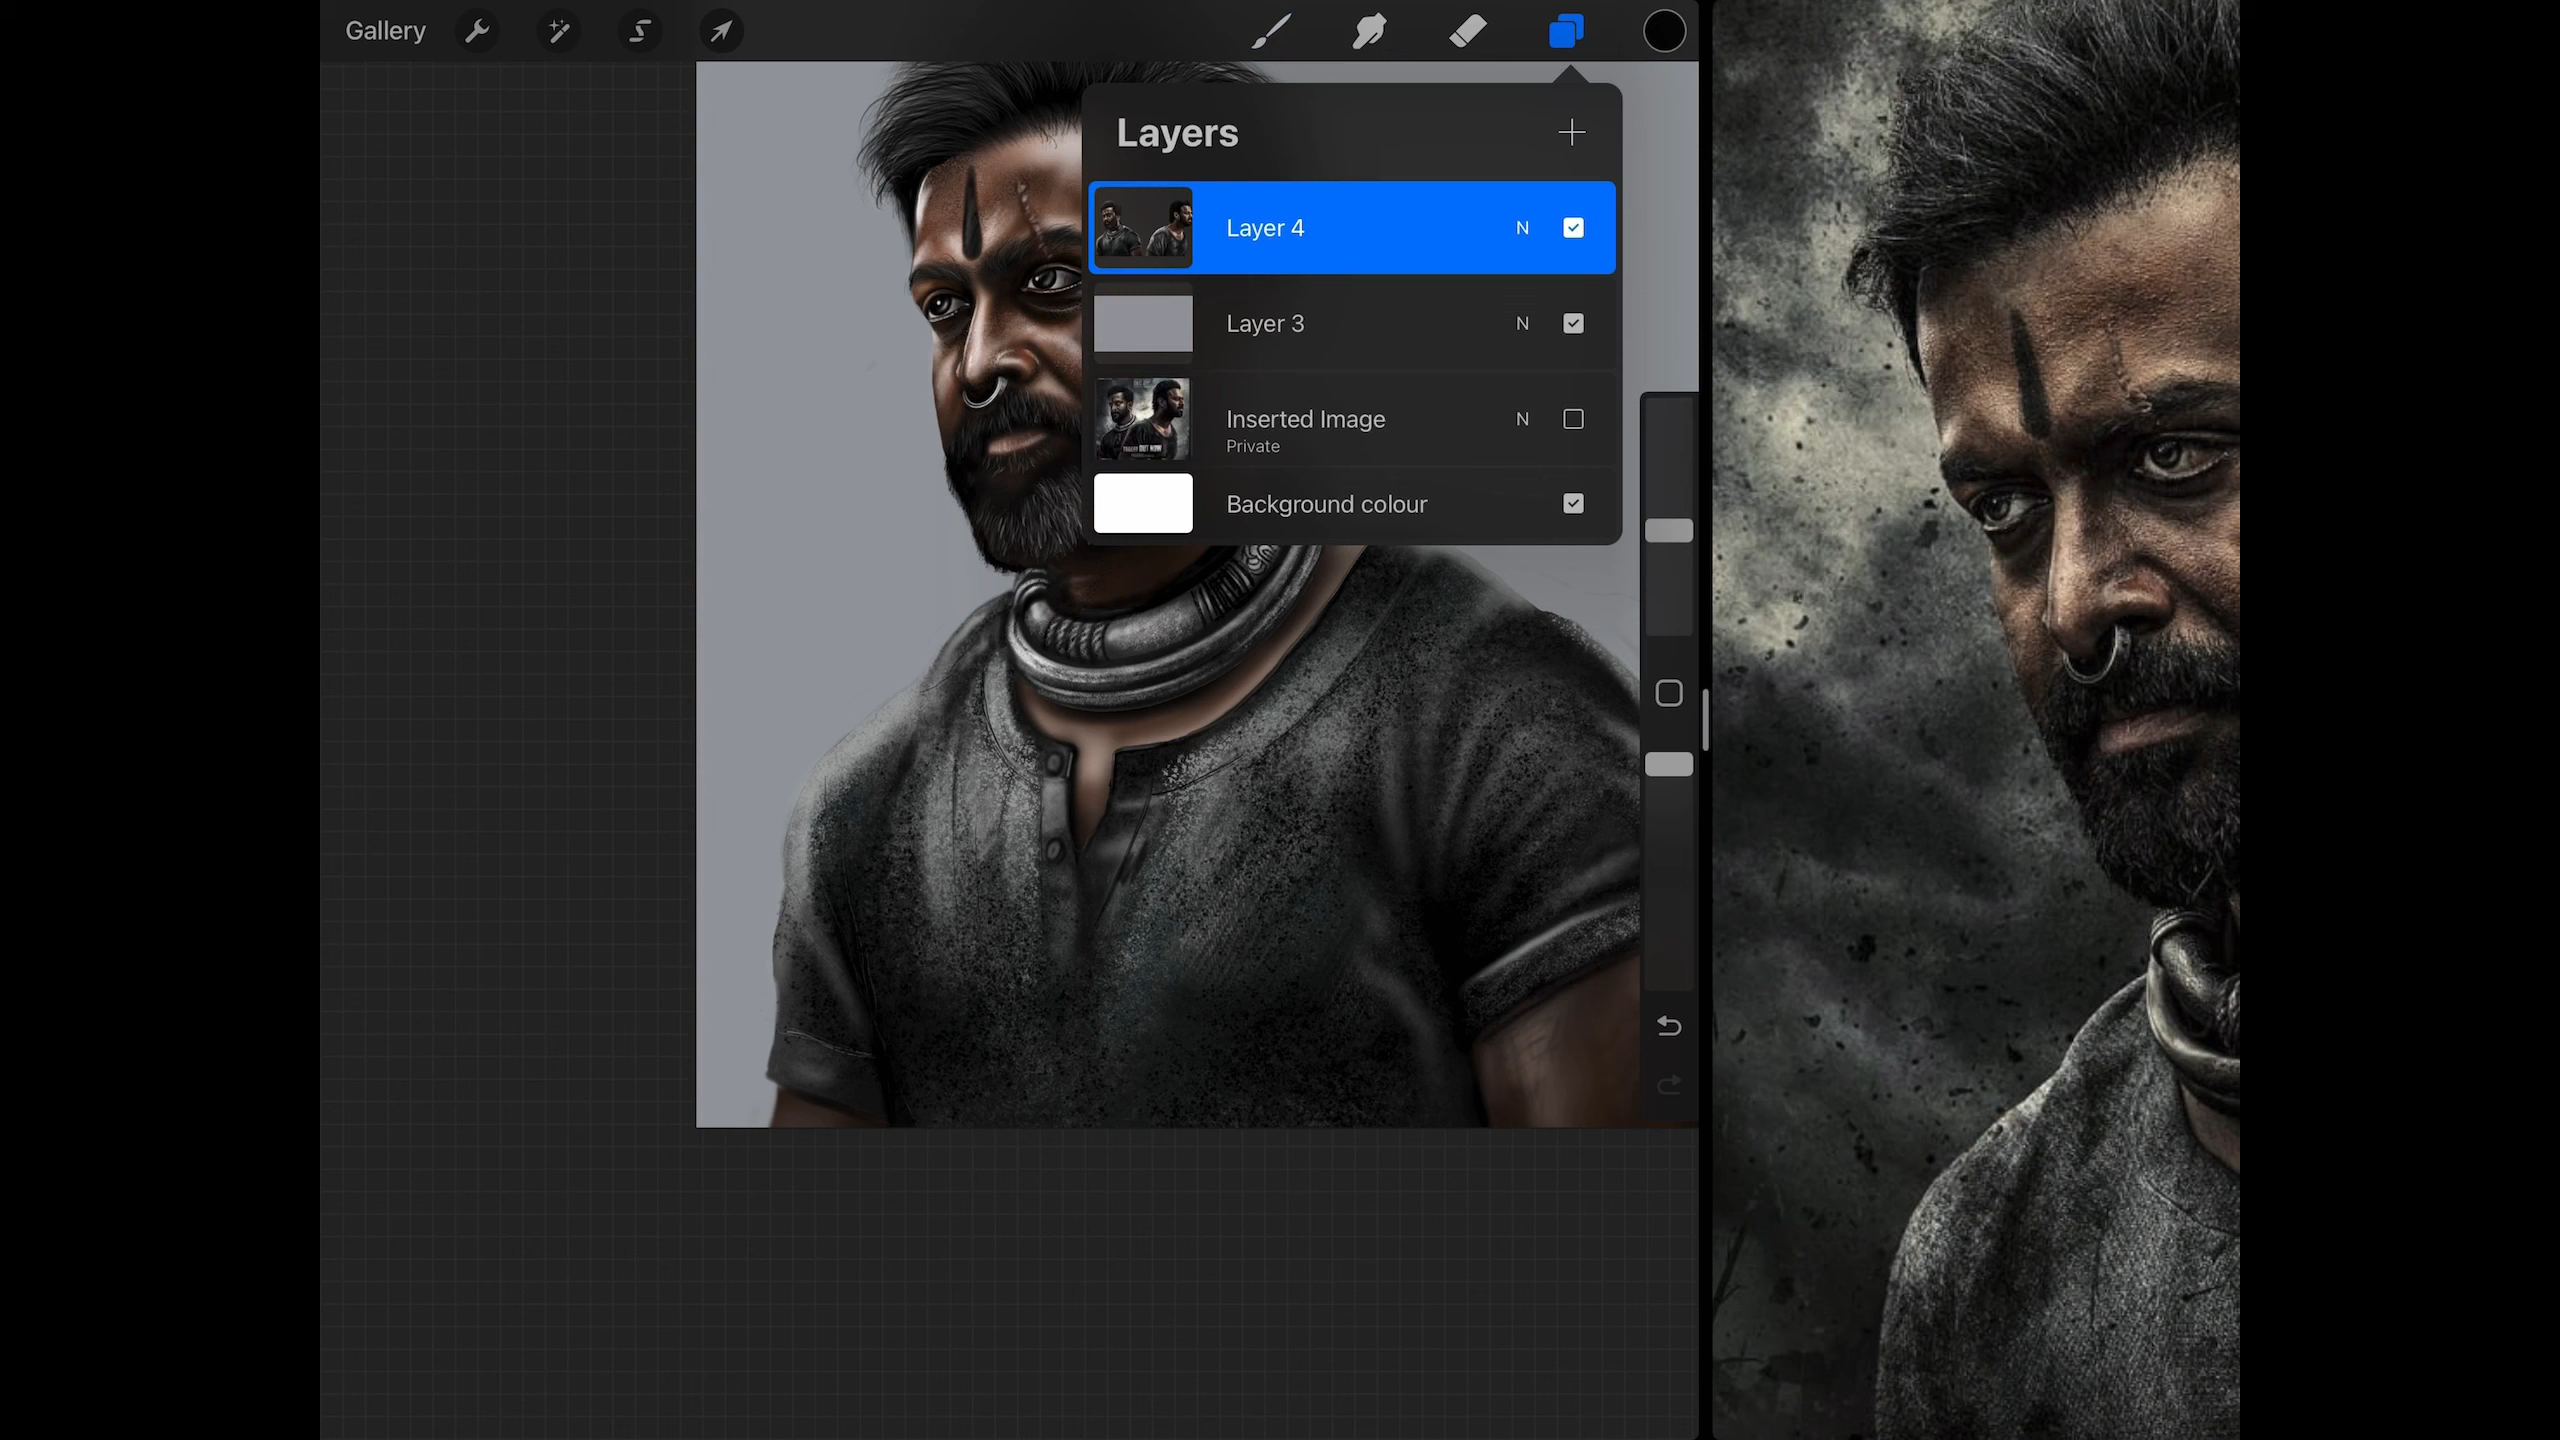 Gallery
Layers
Layer 4 N
Layer 3 N
Inserted Image N
Private
Background colour